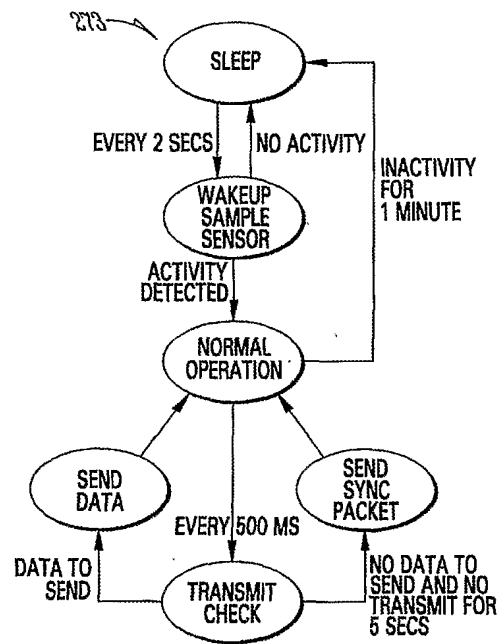 273
SLEEP
EVERY 2 SECS
NO ACTIVITY
INACTIVITY
FOR
1 MINUTE
WAKEUP
SAMPLE
SENSOR
ACTIVITY
DETECTED
NORMAL
OPERATION
SEND
DATA
SEND
SYNC
PACKET
EVERY 500 MS
DATA TO
SEND
TRANSMIT
CHECK
NO DATA TO
SEND AND NO
TRANSMIT FOR
5 SECS